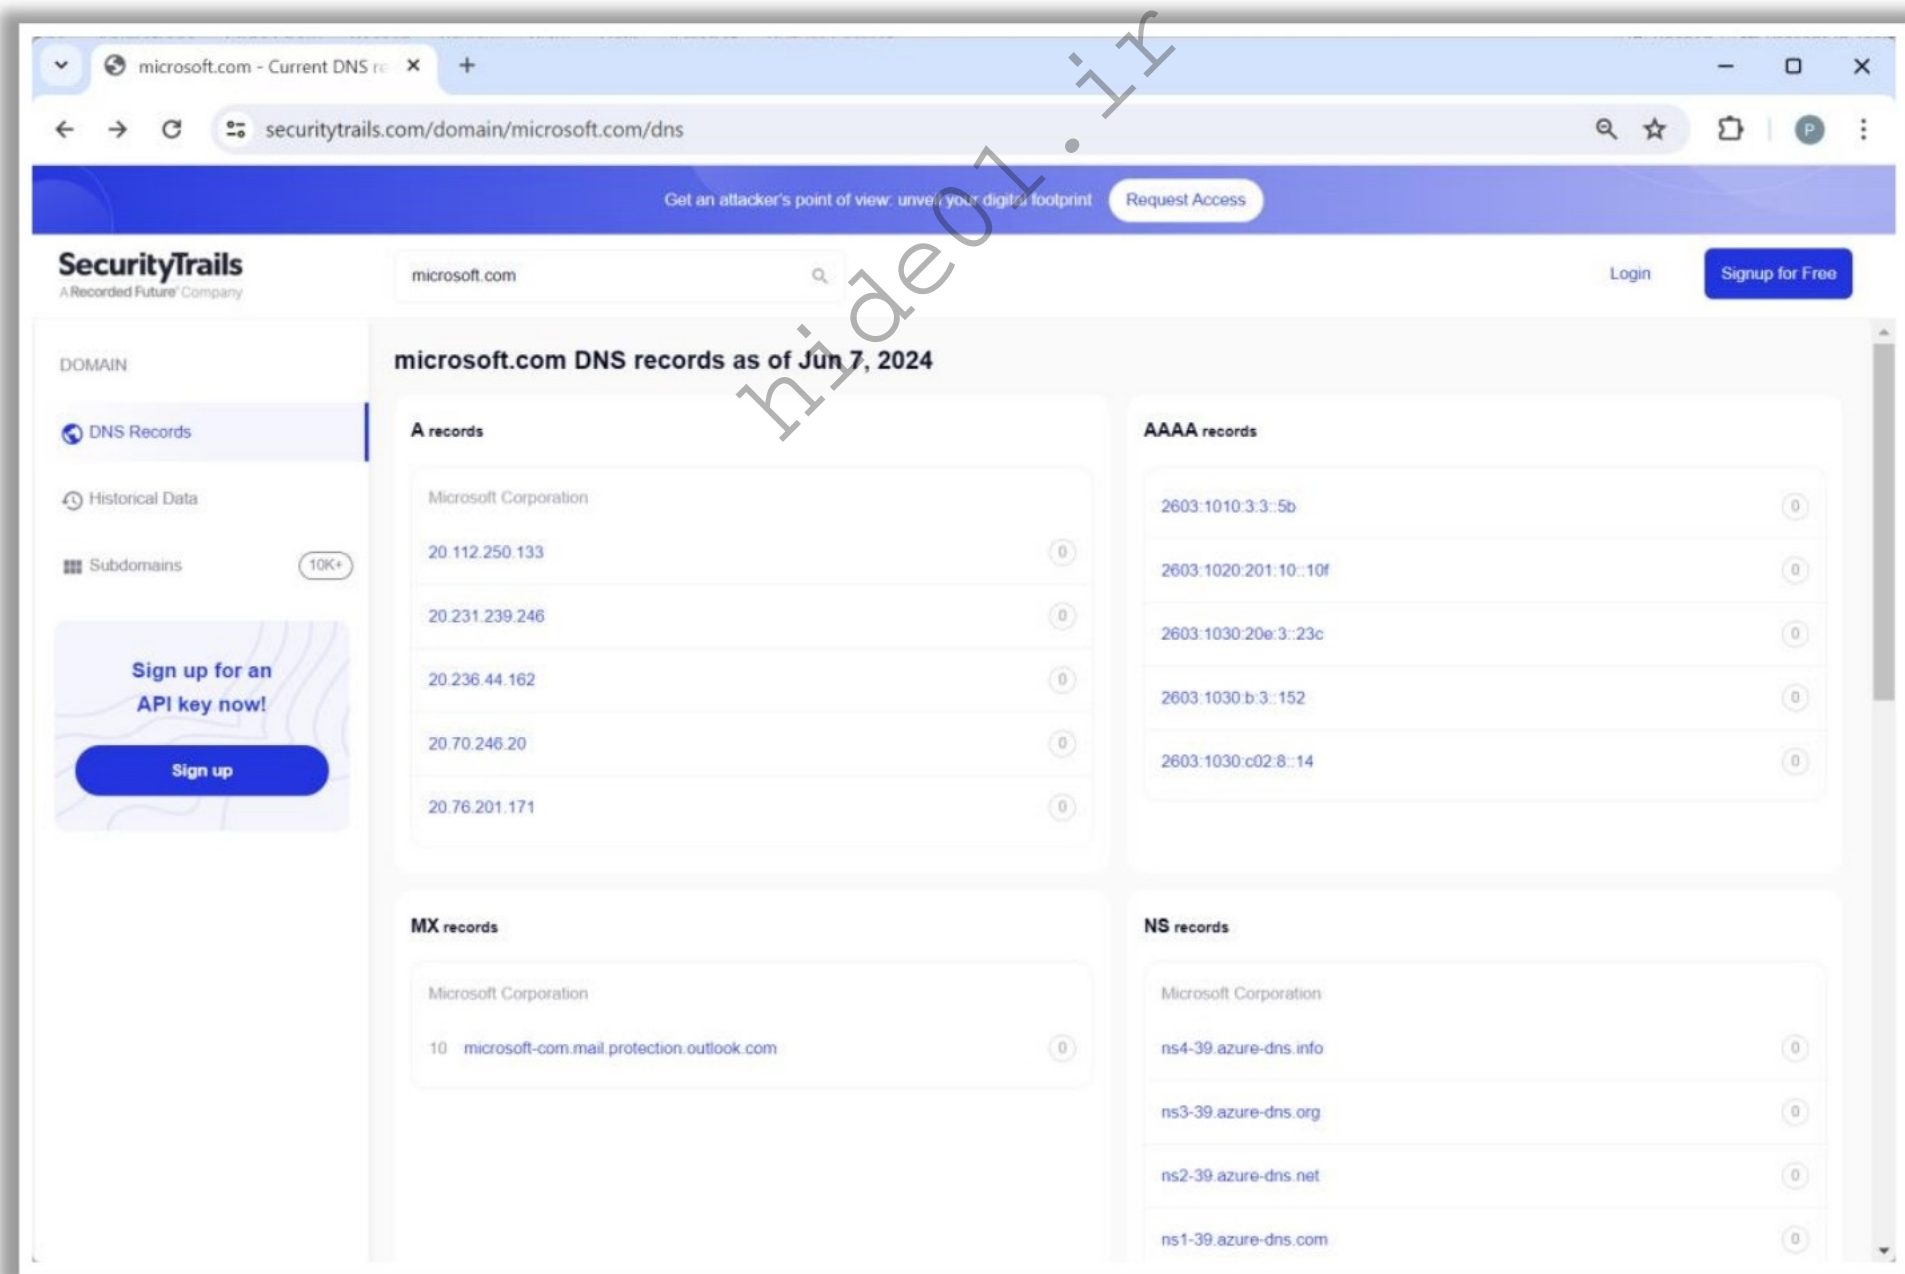 microsoft.com - Current DNS re
securitytrails.com/domain/microsoft.com/dns
P
Get an attacker's point of view: unveil your digital footprint
Request Access
SecurityTrails
A Recorded Future® Company
microsoft.com
Login
Signup for Free
DOMAIN
DNS Records
Historical Data
Subdomains 10K+
Sign up for an
API key now!
Sign up
microsoft.com DNS records as of Jun 7, 2024
A records
Microsoft Corporation
20.112.250.133 0
20.231.239.246 0
20.236.44.162 0
20.70.246.20 0
20.76.201.171 0
AAAA records
2603:1010:3:3::5b 0
2603:1020:201:10::10f 0
2603:1030:20e:3::23c 0
2603:1030:b:3::152 0
2603:1030:c02:8::14 0
MX records
Microsoft Corporation
10 microsoft-com.mail.protection.outlook.com 0
NS records
Microsoft Corporation
ns4-39.azure-dns.info 0
ns3-39.azure-dns.org 0
ns2-39.azure-dns.net 0
ns1-39.azure-dns.com 0
hide01.ir